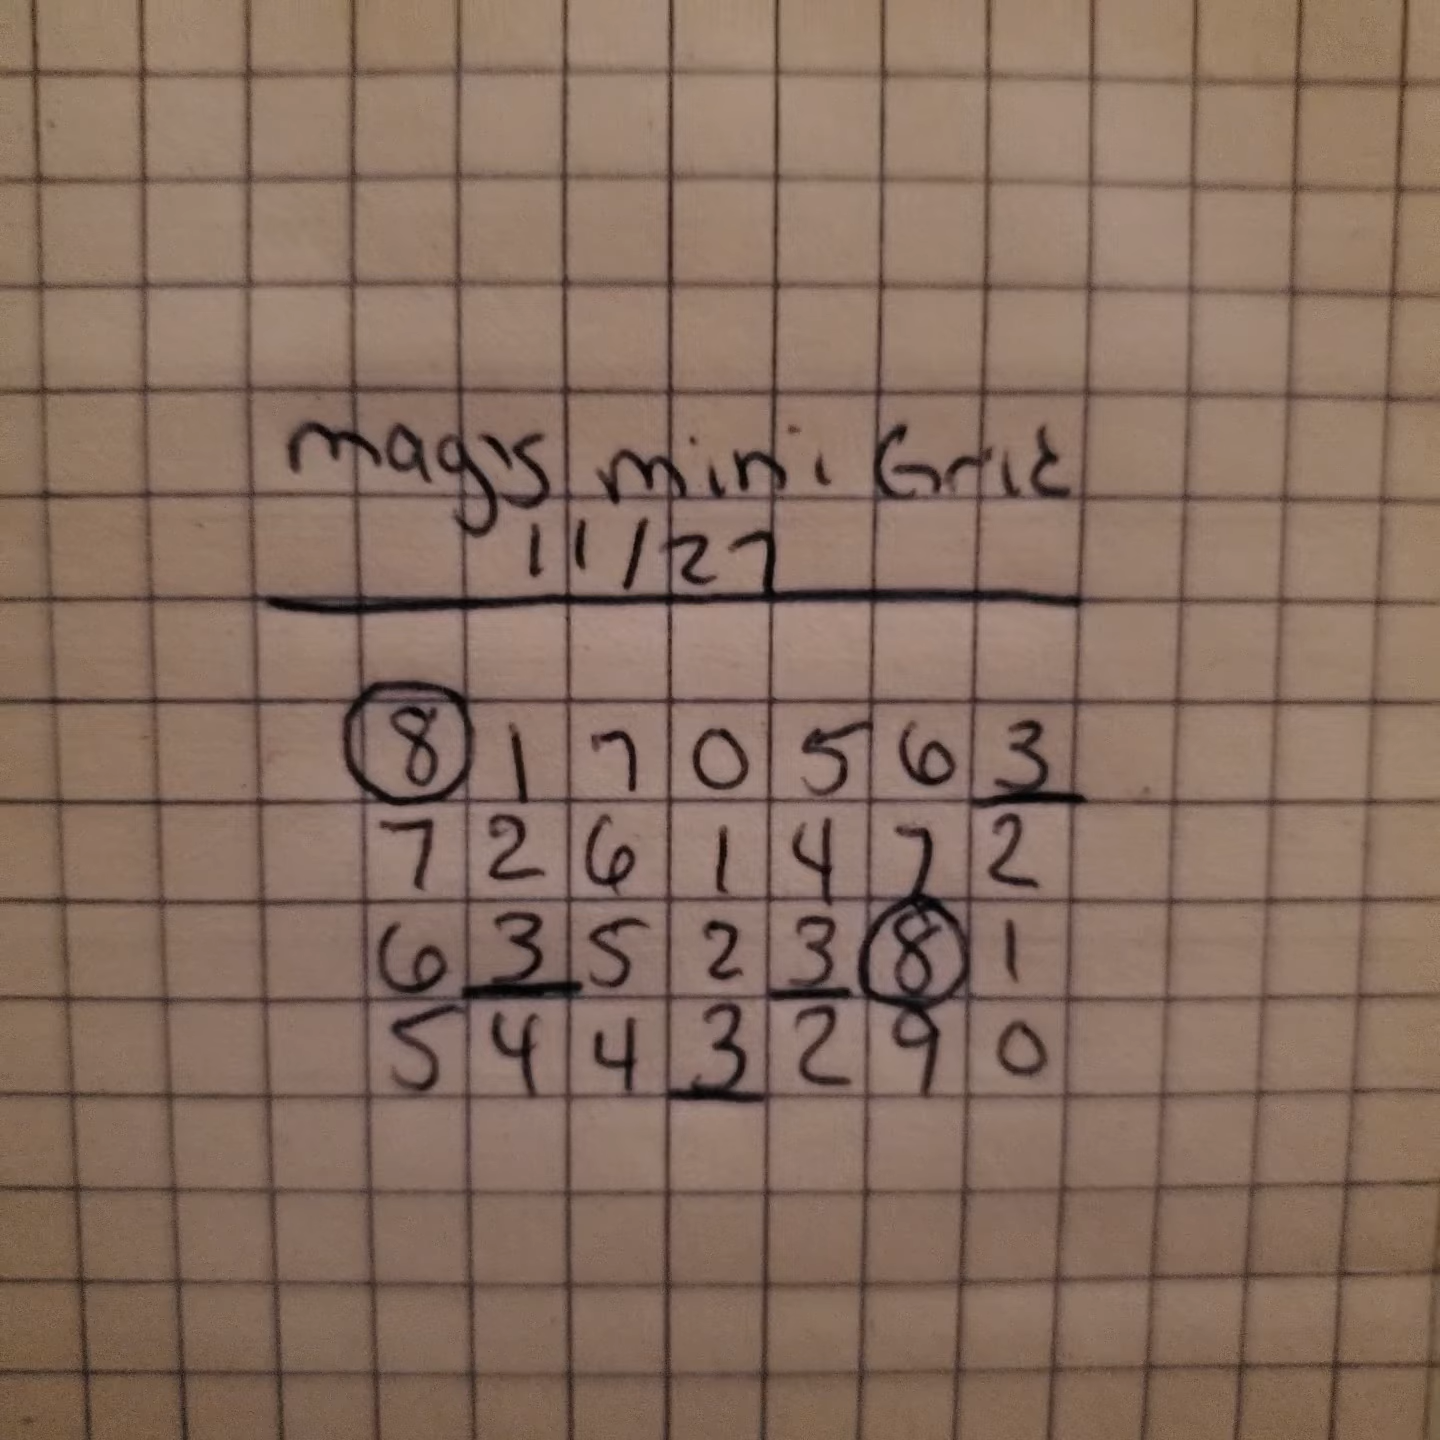 mag's mini Grid
11/27
8 1 7 0 5 6 3
7 2 6 1 4 7 2
6 3 5 2 3 8 1
5 4 4 3 2 9 0